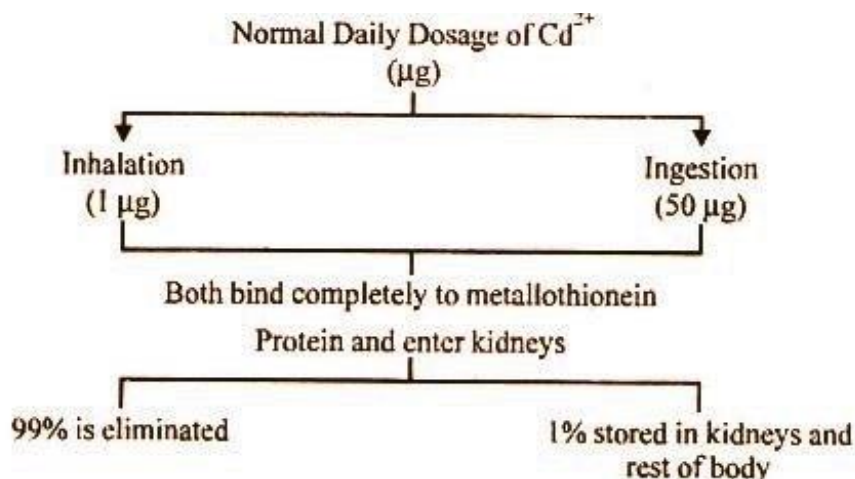 Normal Daily Dosage of Cd²⁺
(µg)
Inhalation
(1 µg)
Ingestion
(50 µg)
Both bind completely to metallothionein
Protein and enter kidneys
99% is eliminated
1% stored in kidneys and
rest of body